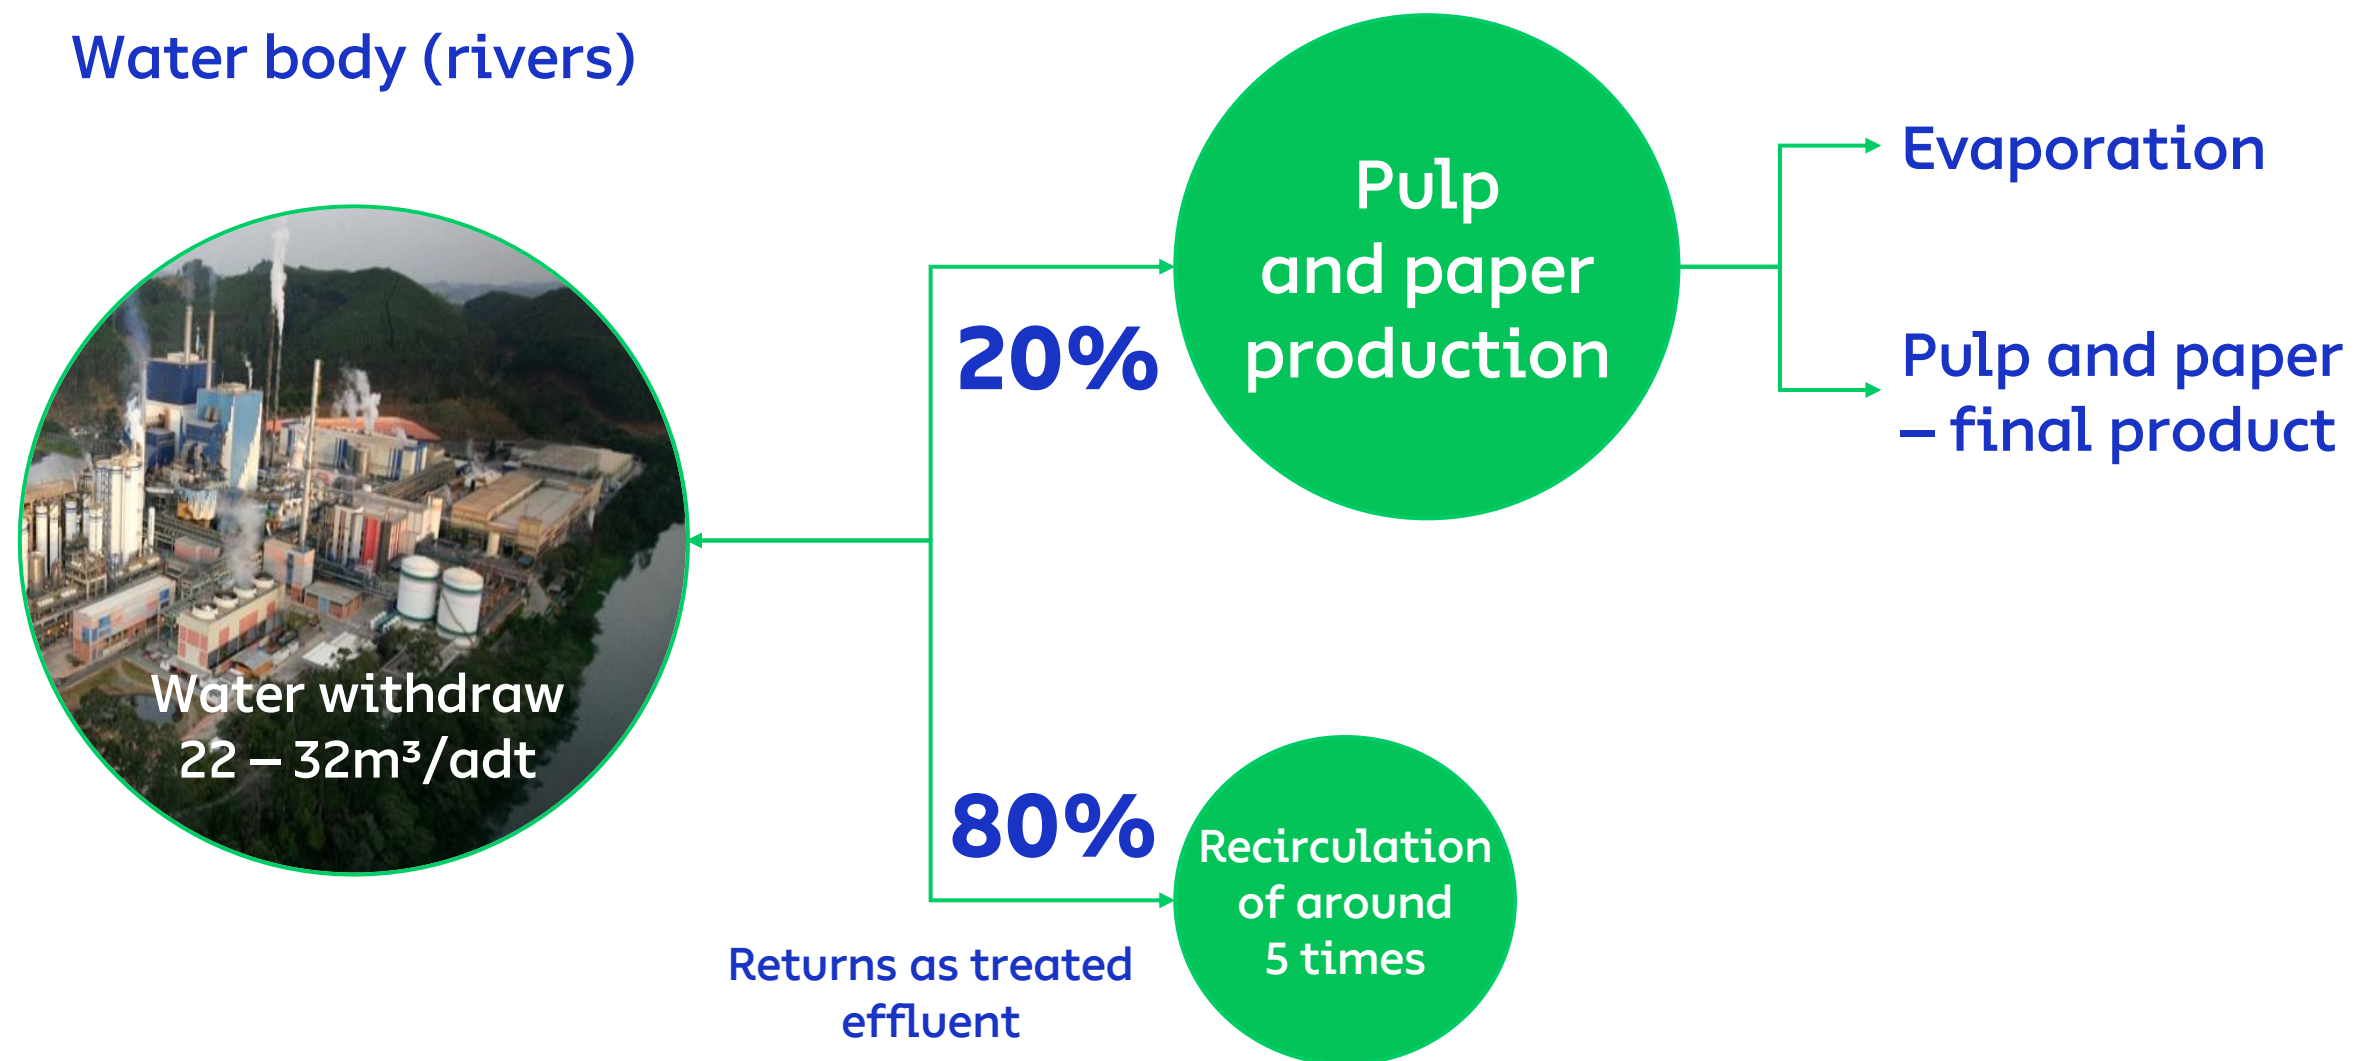 Water body (rivers)
Water withdraw
22 – 32m³/adt
20%
Pulp
and paper
production
Evaporation
Pulp and paper
– final product
80%
Returns as treated
effluent
Recirculation
of around
5 times